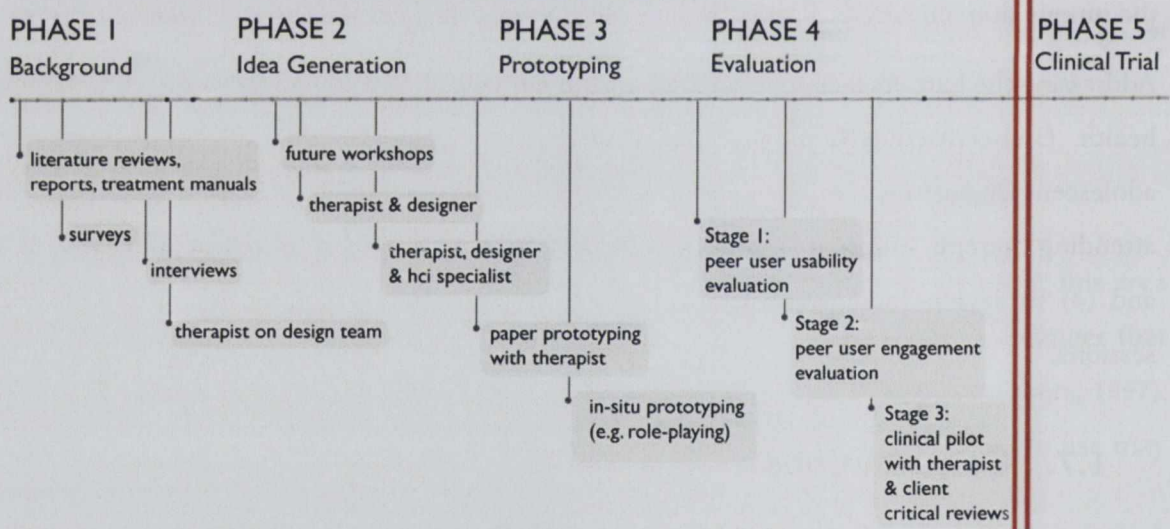 PHASE 1
Background
PHASE 2
Idea Generation
PHASE 3
Prototyping
PHASE 4
Evaluation
PHASE 5
Clinical Trial
literature reviews,
reports, treatment manuals
surveys
interviews
therapist on design team
future workshops
therapist & designer
therapist, designer
& hci specialist
paper prototyping
with therapist
in-situ prototyping
(e.g. role-playing)
Stage 1:
peer user usability
evaluation
Stage 2:
peer user engagement
evaluation
Stage 3:
clinical pilot
with therapist
& client
critical reviews